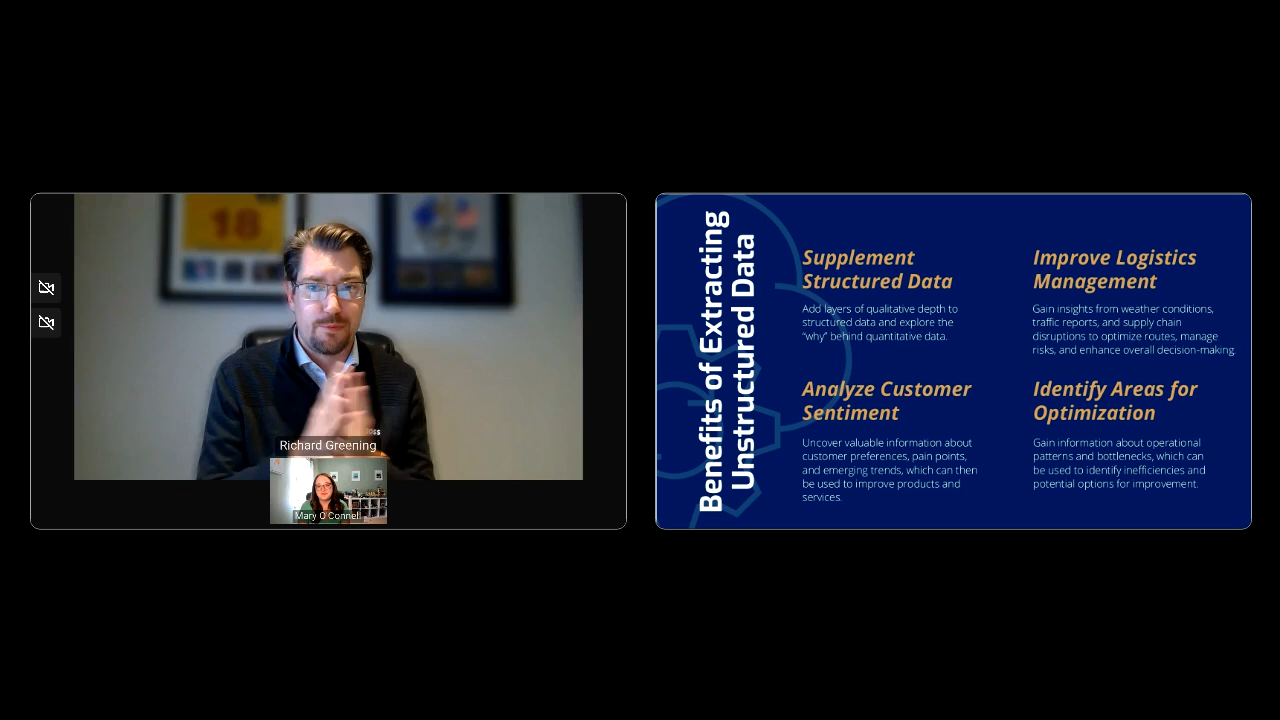 18
Richard Greening
Mary O Connell
Benefits of Extracting
Unstructured Data
Supplement
Structured Data
Add layers of qualitative depth to
structured data and explore the
“why” behind quantitative data.
Improve Logistics
Management
Gain insights from weather conditions,
traffic reports, and supply chain
disruptions to optimize routes, manage
risks, and enhance overall decision-making.
Analyze Customer
Sentiment
Uncover valuable information about
customer preferences, pain points,
and emerging trends, which can then
be used to improve products and
services.
Identify Areas for
Optimization
Gain information about operational
patterns and bottlenecks, which can
be used to identify inefficiencies and
potential options for improvement.